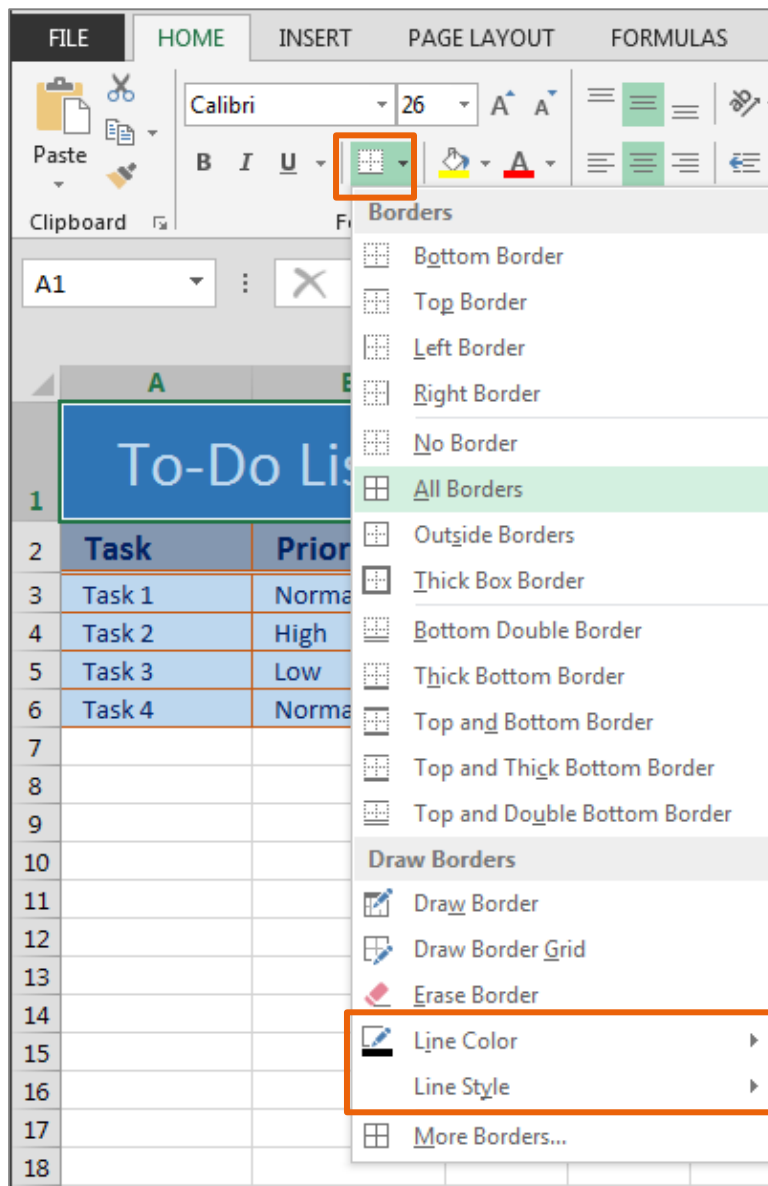 FILE HOME INSERT PAGE LAYOUT FORMULAS
Calibri 26 A A
Paste B I U A
Clipboard
Borders
A1
Bottom Border
Top Border
Left Border
Right Border
No Border
All Borders
Outside Borders
Thick Box Border
Bottom Double Border
Thick Bottom Border
Top and Bottom Border
Top and Thick Bottom Border
Top and Double Bottom Border
Draw Borders
Draw Border
Draw Border Grid
Erase Border
Line Color
Line Style
More Borders...
A
1 To-Do Lis
2 Task Prior
3 Task 1 Norma
4 Task 2 High
5 Task 3 Low
6 Task 4 Norma
7
8
9
10
11
12
13
14
15
16
17
18